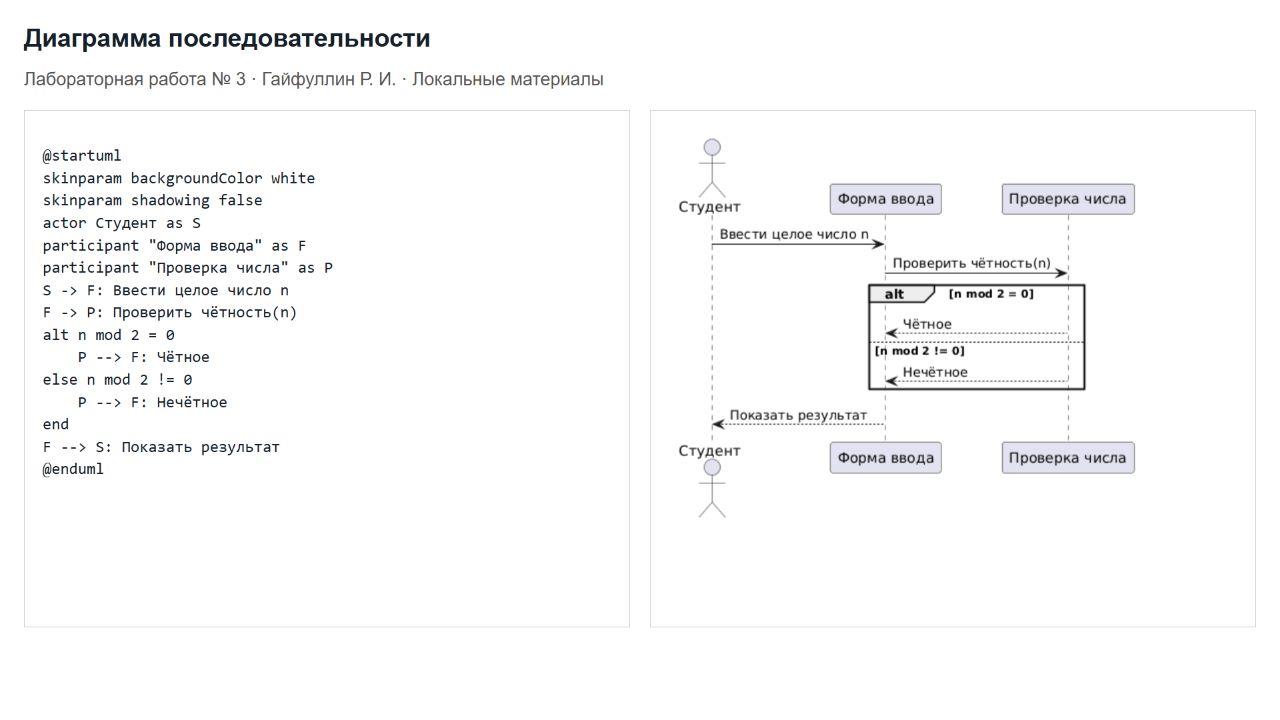 Диаграмма последовательности
Лабораторная работа № 3 · Гайфуллин Р. И. · Локальные материалы
@startuml
skinparam backgroundColor white
skinparam shadowing false
actor Студент as S
participant "Форма ввода" as F
participant "Проверка числа" as P
S -> F: Ввести целое число n
F -> P: Проверить чётность(n)
alt n mod 2 = 0
    P --> F: Чётное
else n mod 2 != 0
    P --> F: Нечётное
end
F --> S: Показать результат
@enduml
Студент
Форма ввода
Проверка числа
Ввести целое число n
Проверить чётность(n)
alt [n mod 2 = 0]
Чётное
[n mod 2 != 0]
Нечётное
Показать результат
Студент
Форма ввода
Проверка числа